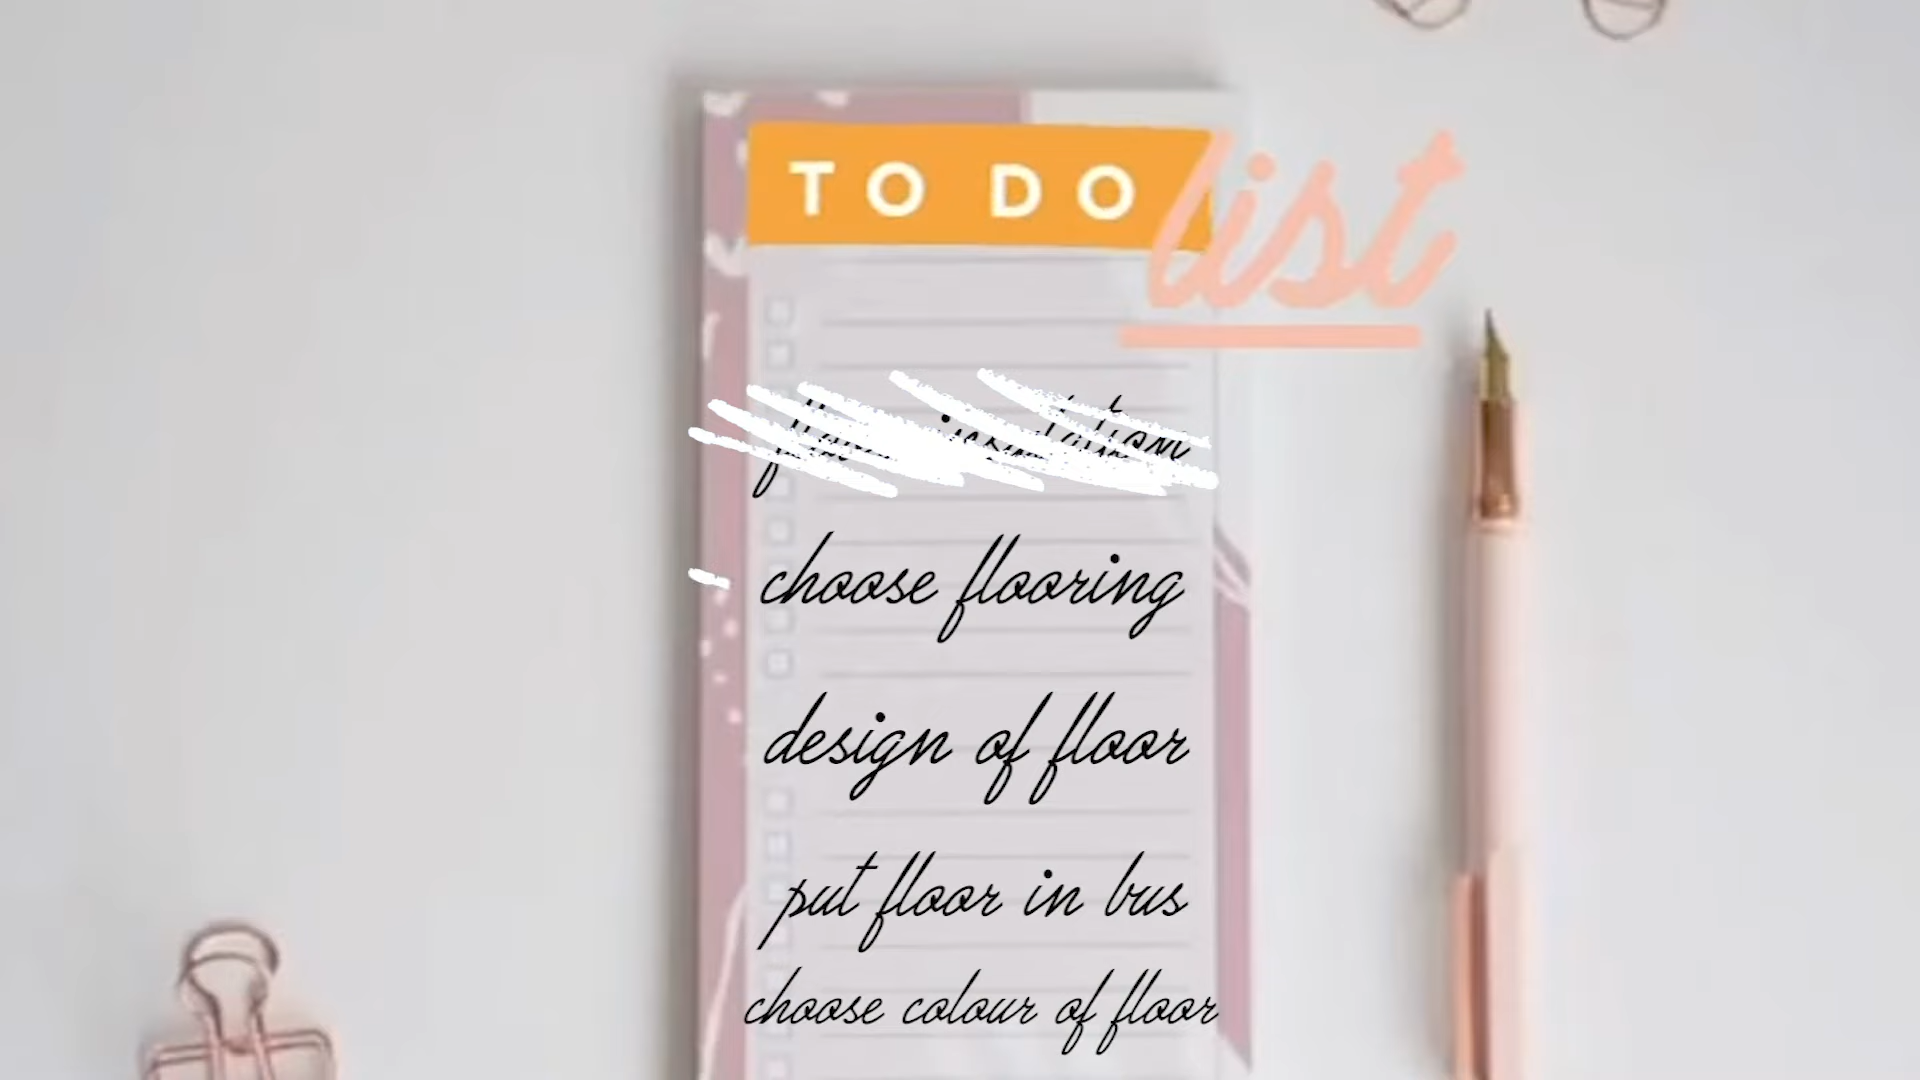 TO DO list
choose flooring
design of floor
put floor in bus
choose colour of floor